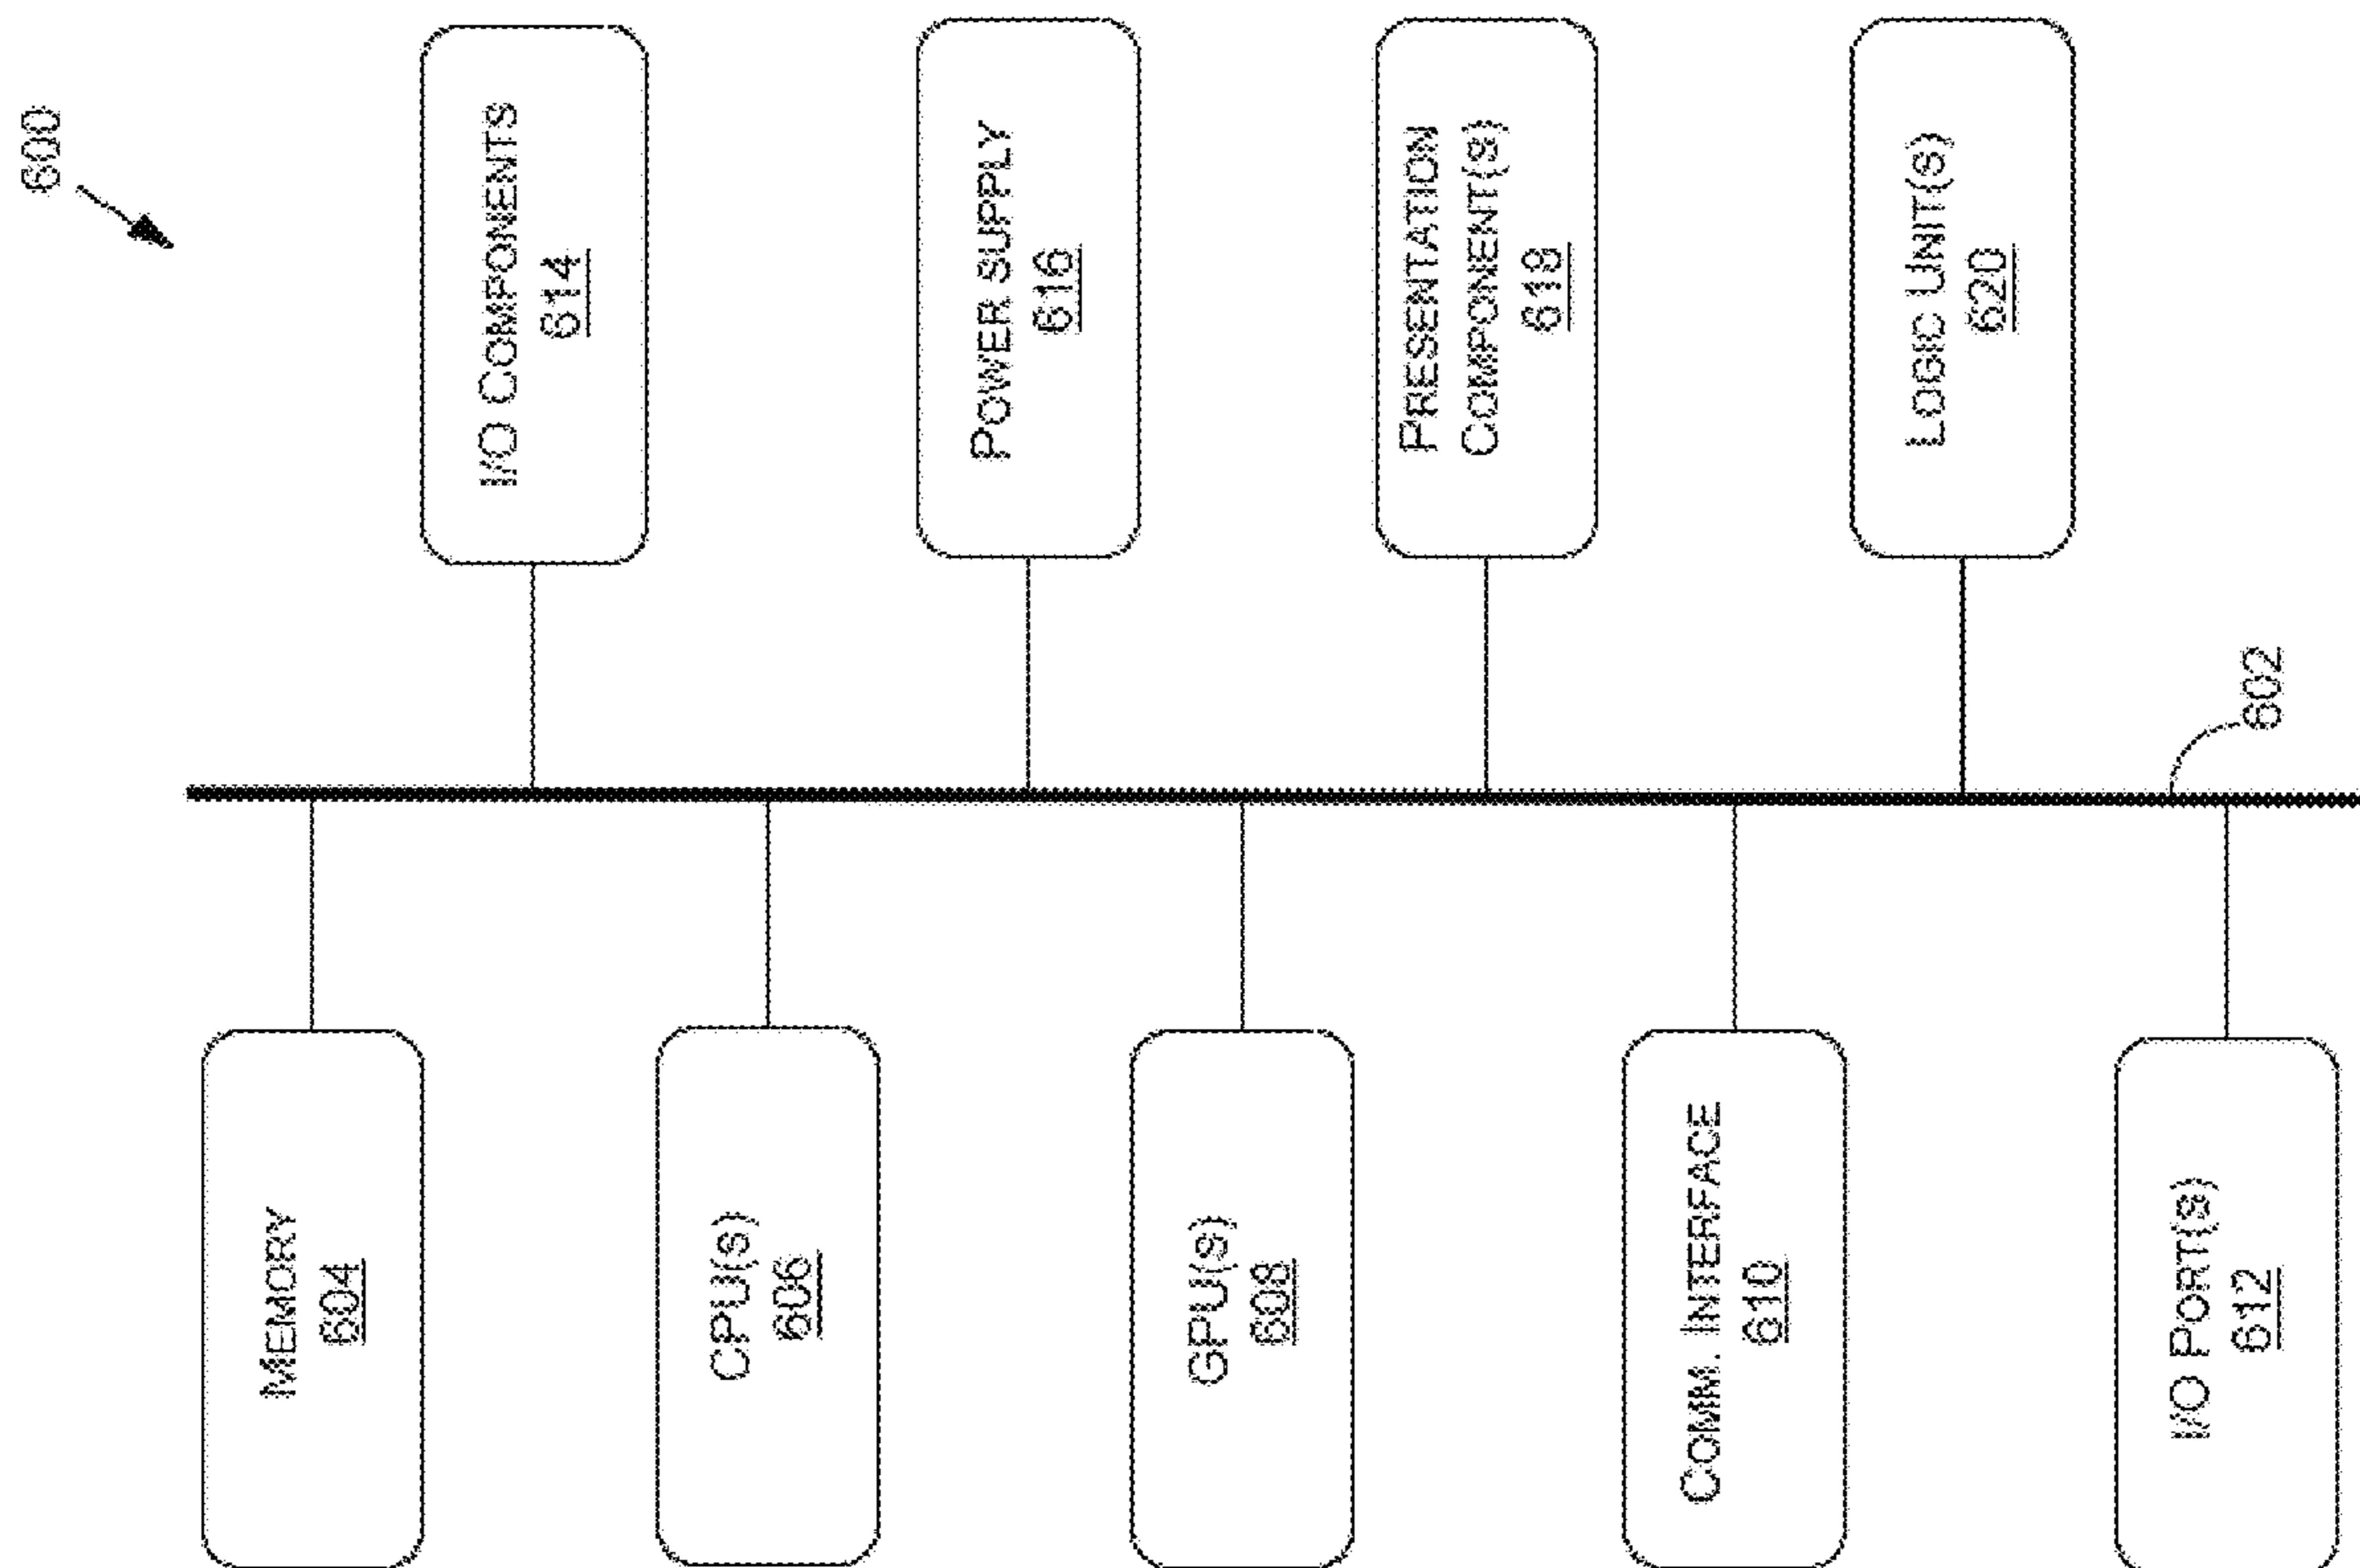 600
MEMORY
604
CPU(s)
606
GPU(s)
608
COMM. INTERFACE
610
I/O PORT(s)
612
I/O COMPONENTS
614
POWER SUPPLY
616
PRESENTATION
COMPONENT(s)
618
LOGIC UNIT(s)
620
602